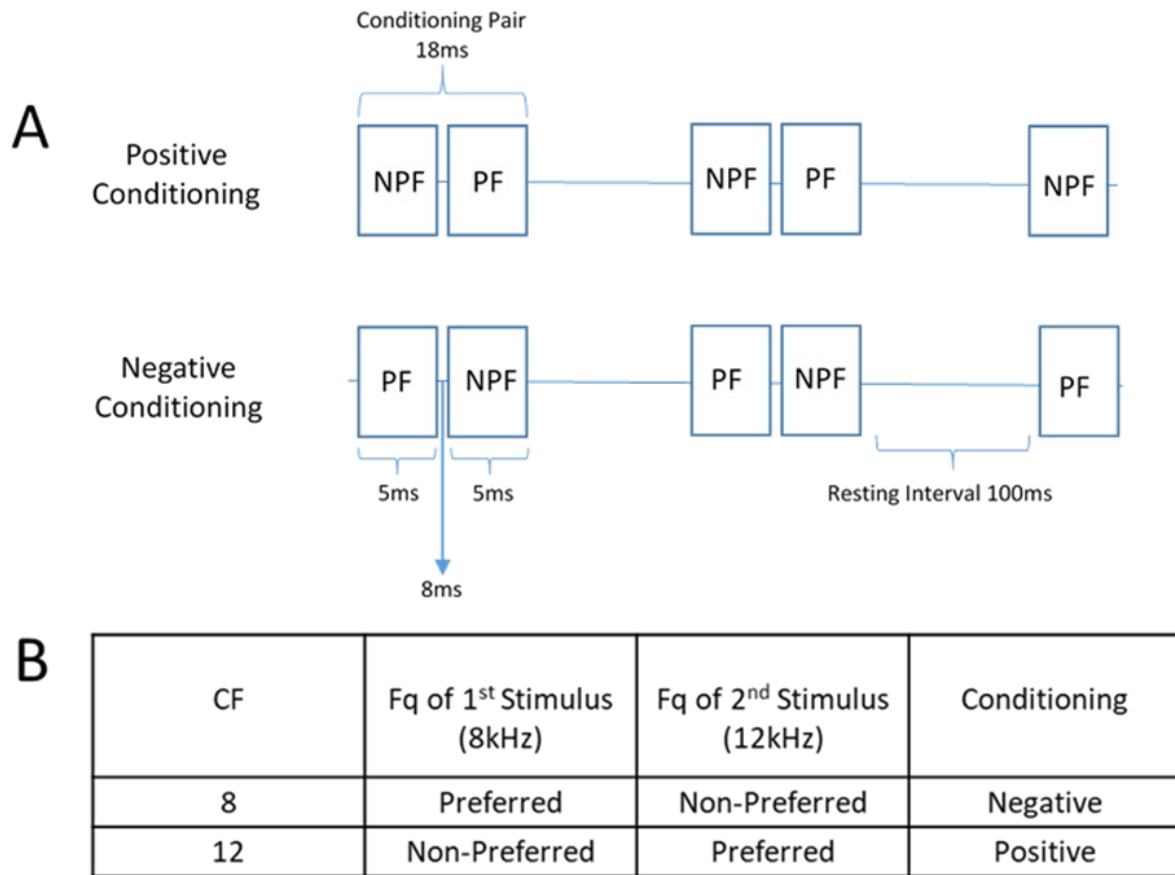 Conditioning Pair
18ms
A
Positive
Conditioning
NPF PF NPF PF NPF
Negative
Conditioning
PF NPF PF NPF PF
5ms 5ms Resting Interval 100ms
8ms
B
CF Fq of 1st Stimulus (8kHz) Fq of 2nd Stimulus (12kHz) Conditioning
8 Preferred Non-Preferred Negative
12 Non-Preferred Preferred Positive